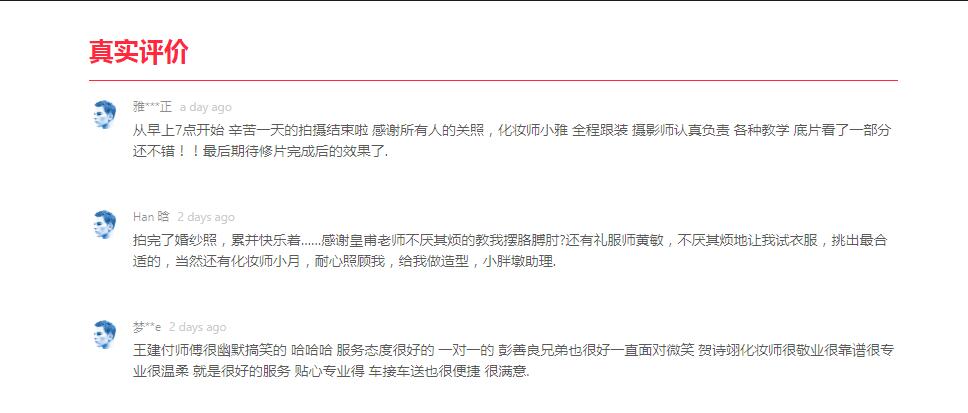 真实评价
雅***正 a day ago
从早上7点开始 辛苦一天的拍摄结束啦 感谢所有人的关照，化妆师小雅 全程跟装 摄影师认真负责 各种教学 底片看了一部分
还不错！！最后期待修片完成后的效果了.
Han 晗 2 days ago
拍完了婚纱照，累并快乐着......感谢皇甫老师不厌其烦的教我摆胳膊肘?还有礼服师黄敏，不厌其烦地让我试衣服，挑出最合
适的，当然还有化妆师小月，耐心照顾我，给我做造型，小胖墩助理.
梦**e 2 days ago
王建付师傅很幽默搞笑的 哈哈哈 服务态度很好的 一对一的 彭善良兄弟也很好一直面对微笑 贺诗翊化妆师很敬业很靠谱很专
业很温柔 就是很好的服务 贴心专业得 车接车送也很便捷 很满意.